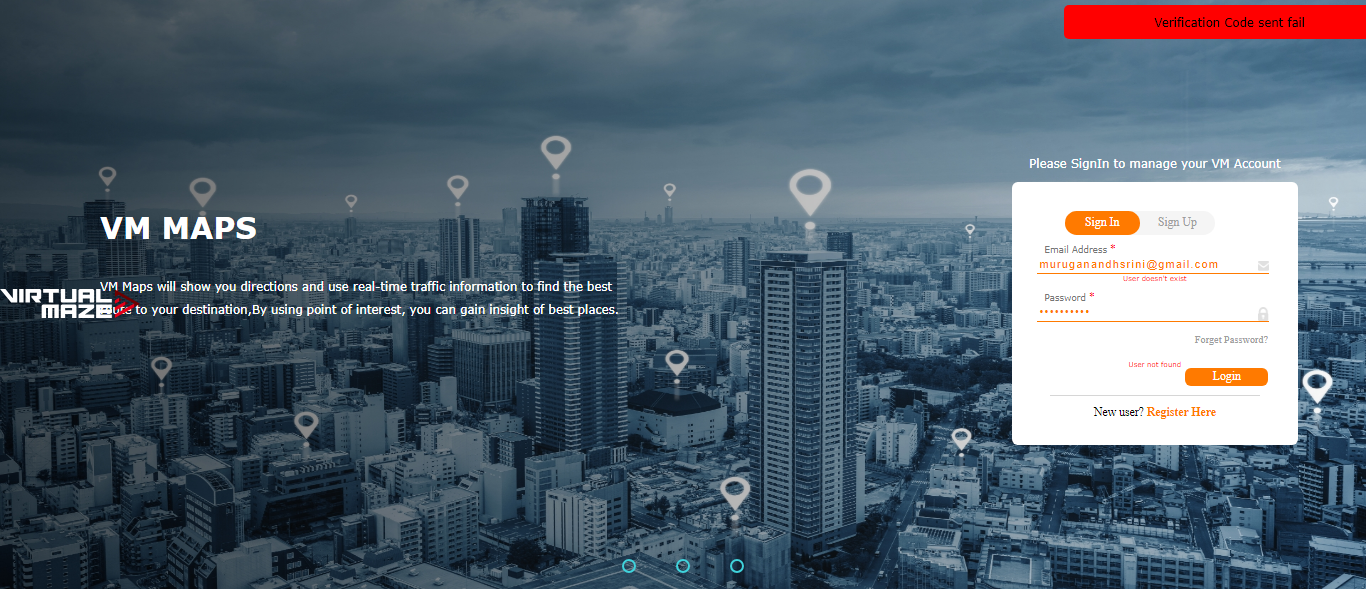 Verification Code sent fail
Please SignIn to manage your VM Account
VM MAPS
VM Maps will show you directions and use real-time traffic information to find the best
route to your destination,By using point of interest, you can gain insight of best places.
VIRTUAL
MAZE
Sign In
Sign Up
Email Address *
muruganandhsrini@gmail.com
User doesn't exist
Password *
••••••••••
Forget Password?
User not found
Login
New user? Register Here